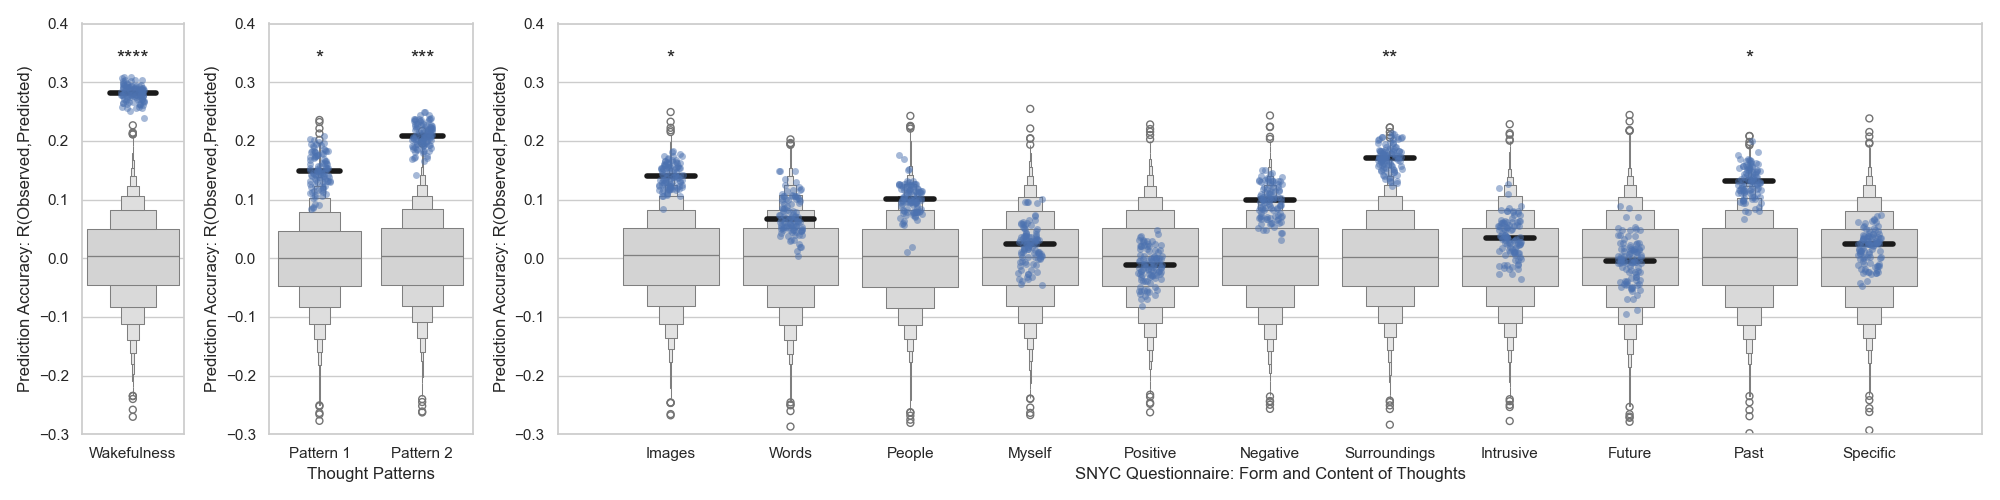 Prediction Accuracy: R(Observed,Predicted)
0.4
0.3
0.2
0.1
0.0
−0.1
−0.2
−0.3
****
Wakefulness
Prediction Accuracy: R(Observed,Predicted)
0.4
0.3
0.2
0.1
0.0
−0.1
−0.2
−0.3
* ***
Pattern 1 Pattern 2
Thought Patterns
Prediction Accuracy: R(Observed,Predicted)
0.4
0.3
0.2
0.1
0.0
−0.1
−0.2
−0.3
* ** *
Images Words People Myself Positive Negative Surroundings Intrusive Future Past Specific
SNYC Questionnaire: Form and Content of Thoughts